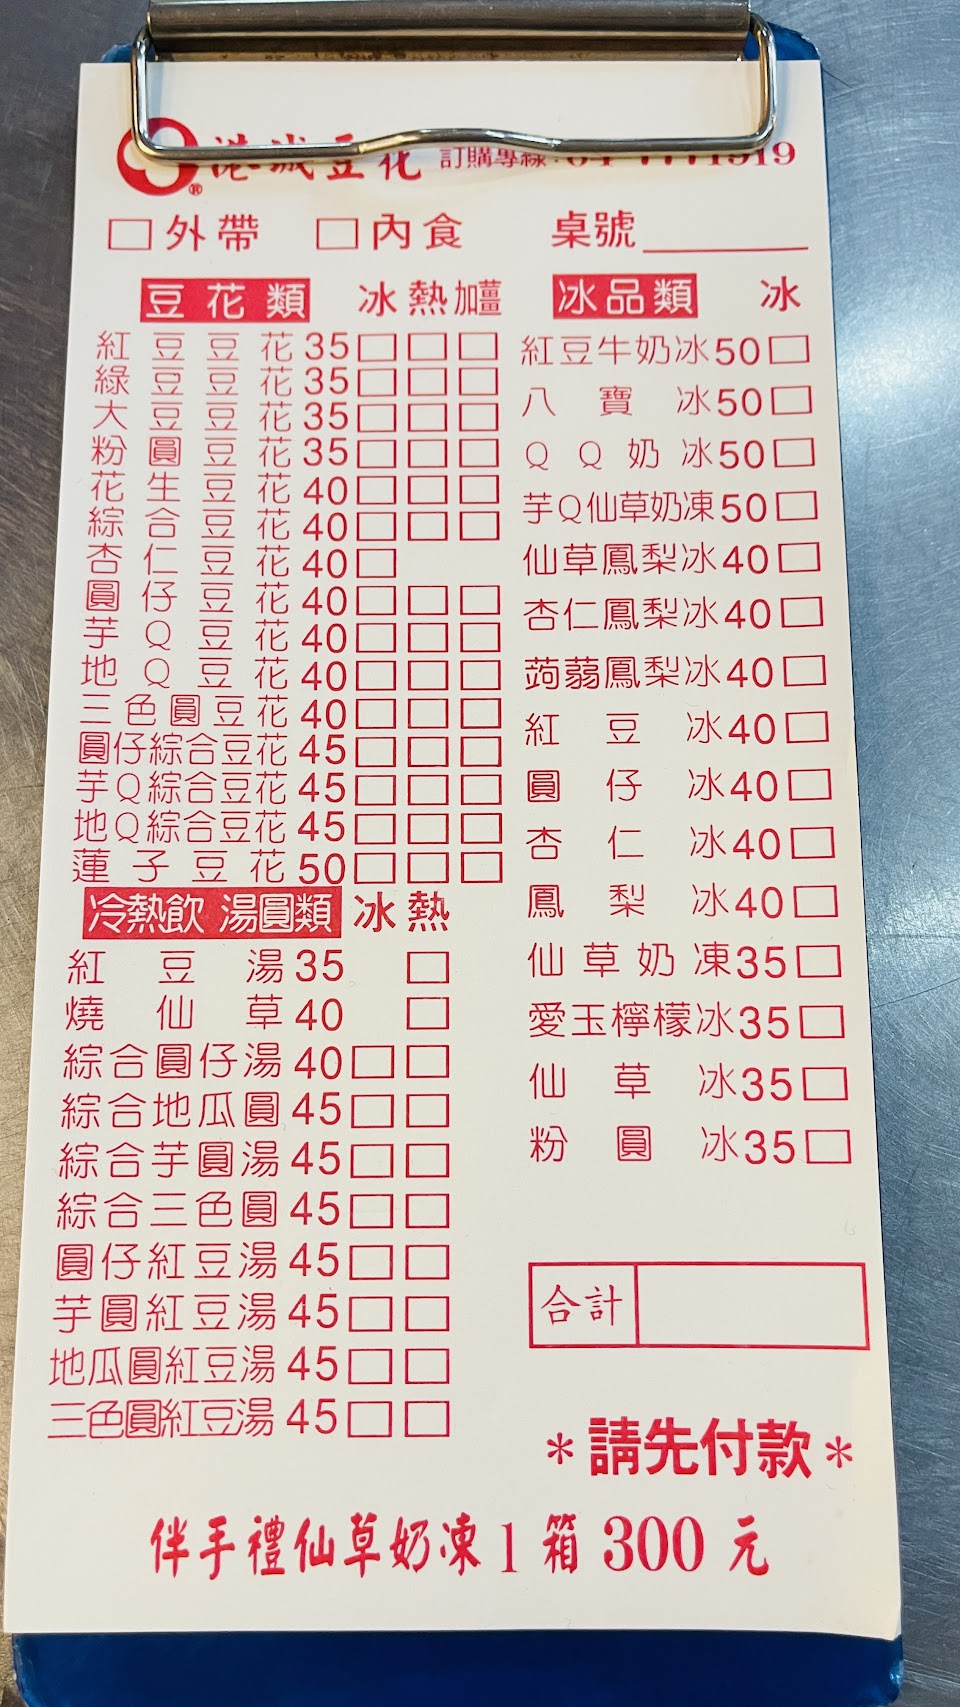 港城豆花 訂購專線:04-7771919
® 
□外帶 □內食 桌號
豆花類 冰 熱 加薑
紅豆豆花 35 □□□
綠豆豆花 35 □□□
大豆豆花 35 □□□
粉圓豆花 35 □□□
花生豆花 40 □□□
綜合豆花 40 □□□
杏仁豆花 40 □
圓仔豆花 40 □□□
芋Q豆花 40 □□□
地Q豆花 40 □□□
三色圓豆花 40 □□□
圓仔綜合豆花 45 □□□
芋Q綜合豆花 45 □□□
地Q綜合豆花 45 □□□
蓮子豆花 50 □□□
冷熱飲 湯圓類 冰 熱
紅豆湯 35 □
燒仙草 40 □
綜合圓仔湯 40 □□
綜合地瓜圓 45 □□
綜合芋圓湯 45 □□
綜合三色圓 45 □□
圓仔紅豆湯 45 □□
芋圓紅豆湯 45 □□
地瓜圓紅豆湯 45 □□
三色圓紅豆湯 45 □□
冰品類 冰
紅豆牛奶冰 50 □
八寶冰 50 □
QQ奶冰 50 □
芋Q仙草奶凍 50 □
仙草鳳梨冰 40 □
杏仁鳳梨冰 40 □
蒟蒻鳳梨冰 40 □
紅豆冰 40 □
圓仔冰 40 □
杏仁冰 40 □
鳳梨冰 40 □
仙草奶凍 35 □
愛玉檸檬冰 35 □
仙草冰 35 □
粉圓冰 35 □
合計
*請先付款*
伴手禮仙草奶凍1箱300元